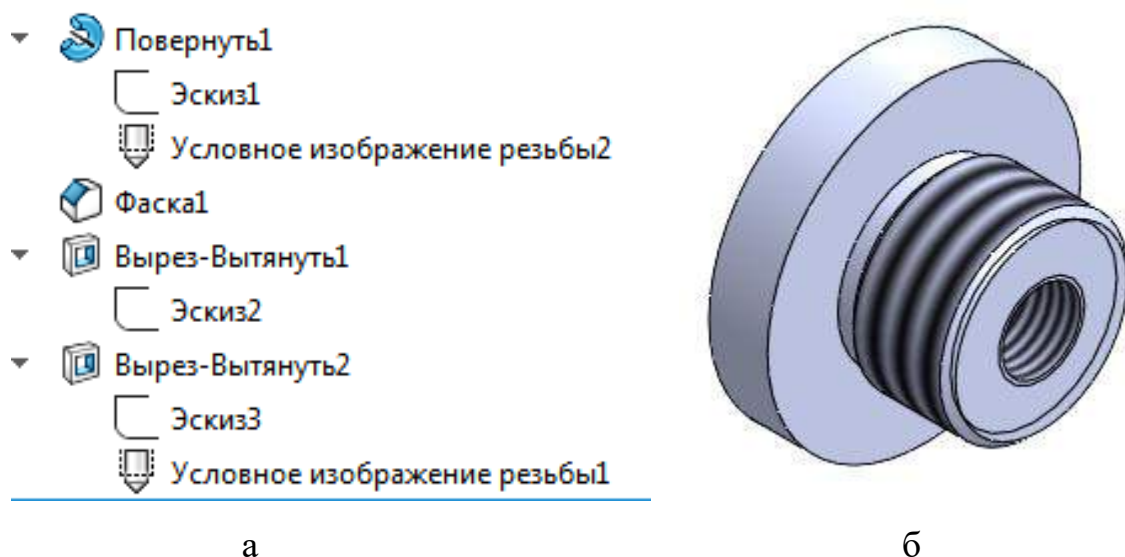 Повернуть1
Эскиз1
Условное изображение резьбы2
Фаска1
Вырез-Вытянуть1
Эскиз2
Вырез-Вытянуть2
Эскиз3
Условное изображение резьбы1
а б